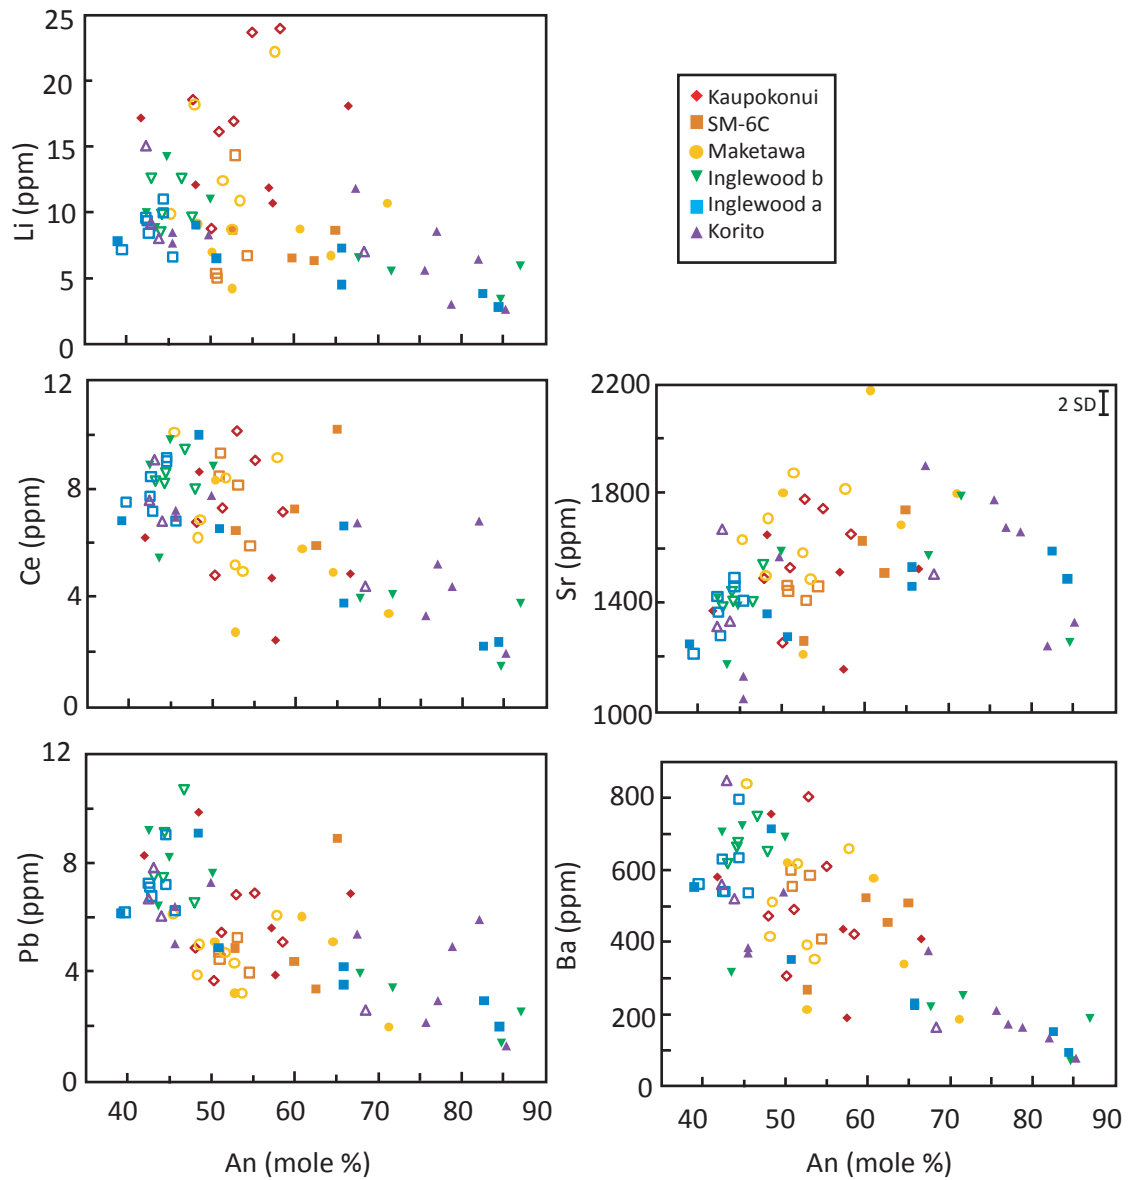 25
20
15
10
5
0
Li (ppm)
Kaupokonui
SM-6C
Maketawa
Inglewood b
Inglewood a
Korito
12
8
4
0
Ce (ppm)
2200
1800
1400
1000
Sr (ppm)
2 SD
12
8
4
0
Pb (ppm)
40 50 60 70 80 90
An (mole %)
800
600
400
200
0
Ba (ppm)
40 50 60 70 80 90
An (mole %)